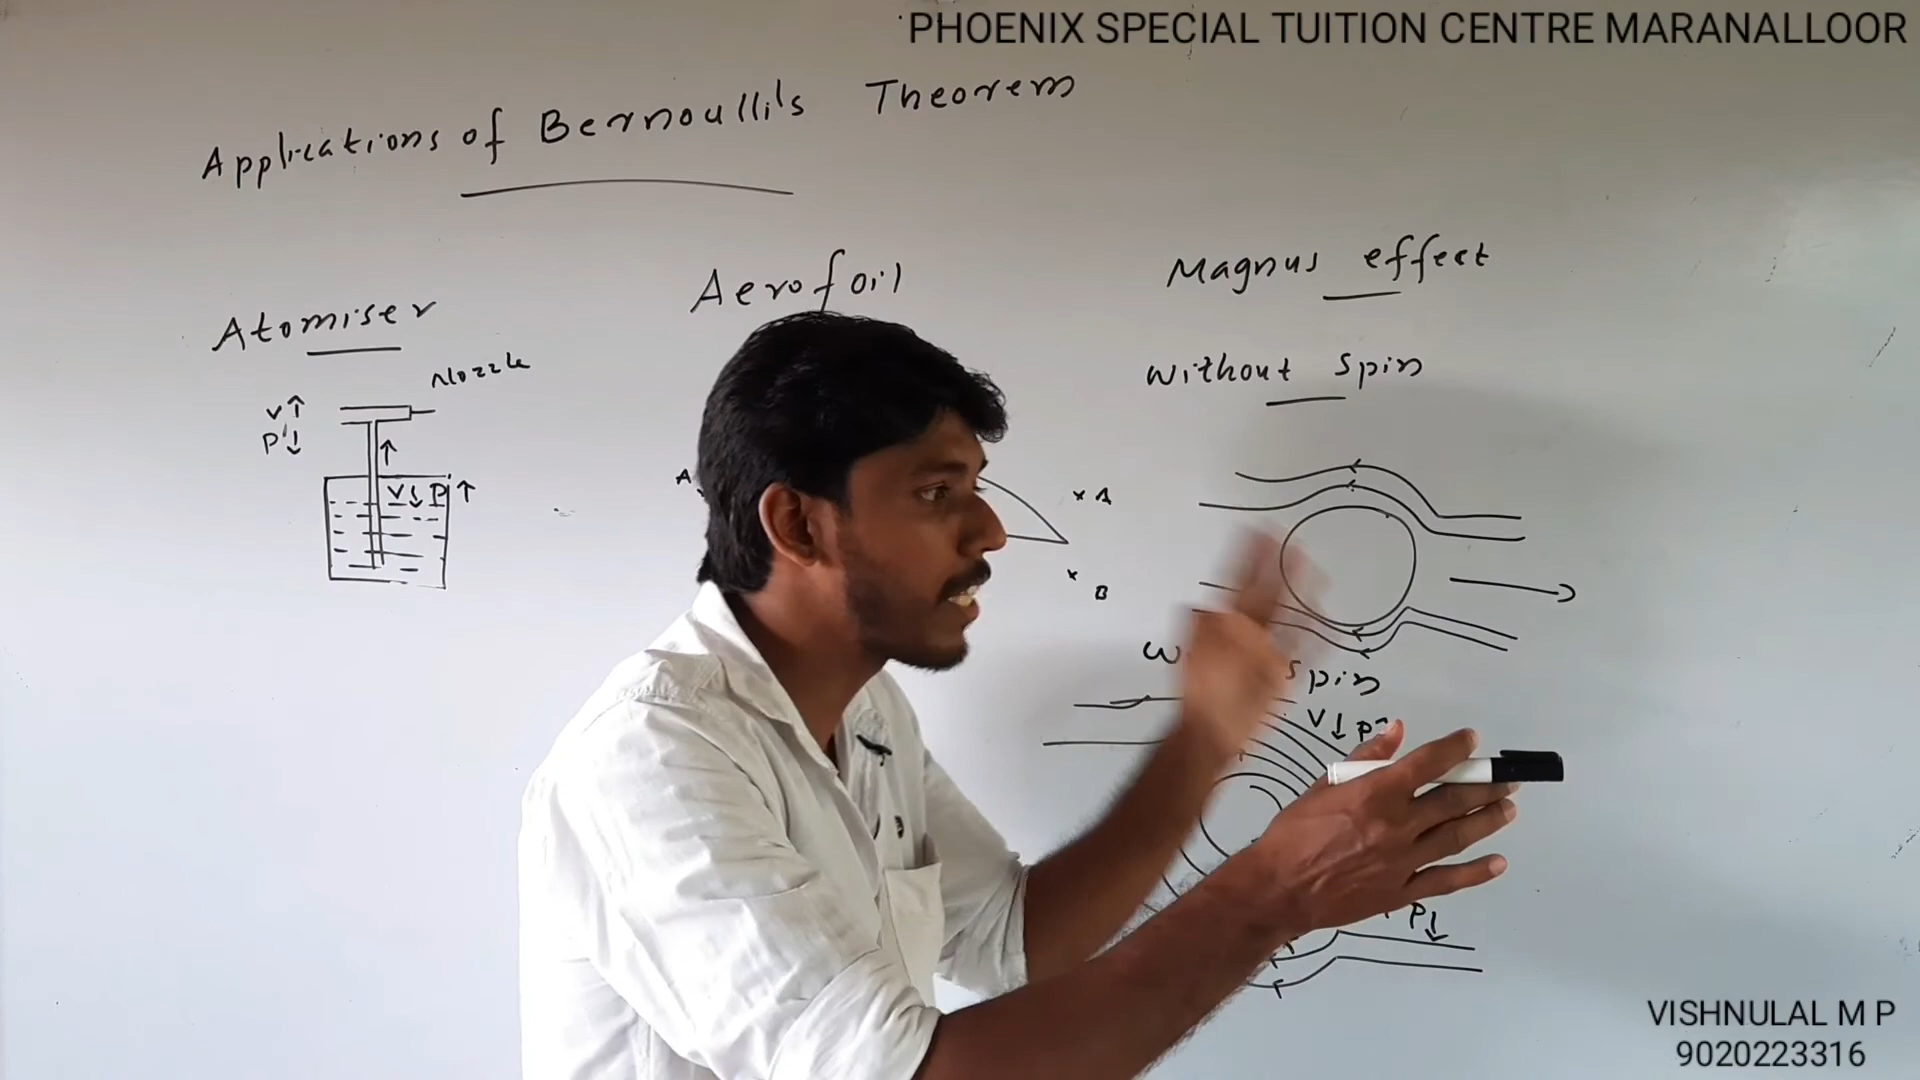 PHOENIX SPECIAL TUITION CENTRE MARANALLOOR
Applications of Bernoulli's Theorem
Atomiser
Nozzle
V↑
P↓
↑
V↓ P↑
Aerofoil
A
× A
× B
Magnus effect
Without spin
spin
V↓ P
P↓
VISHNULAL M P
9020223316